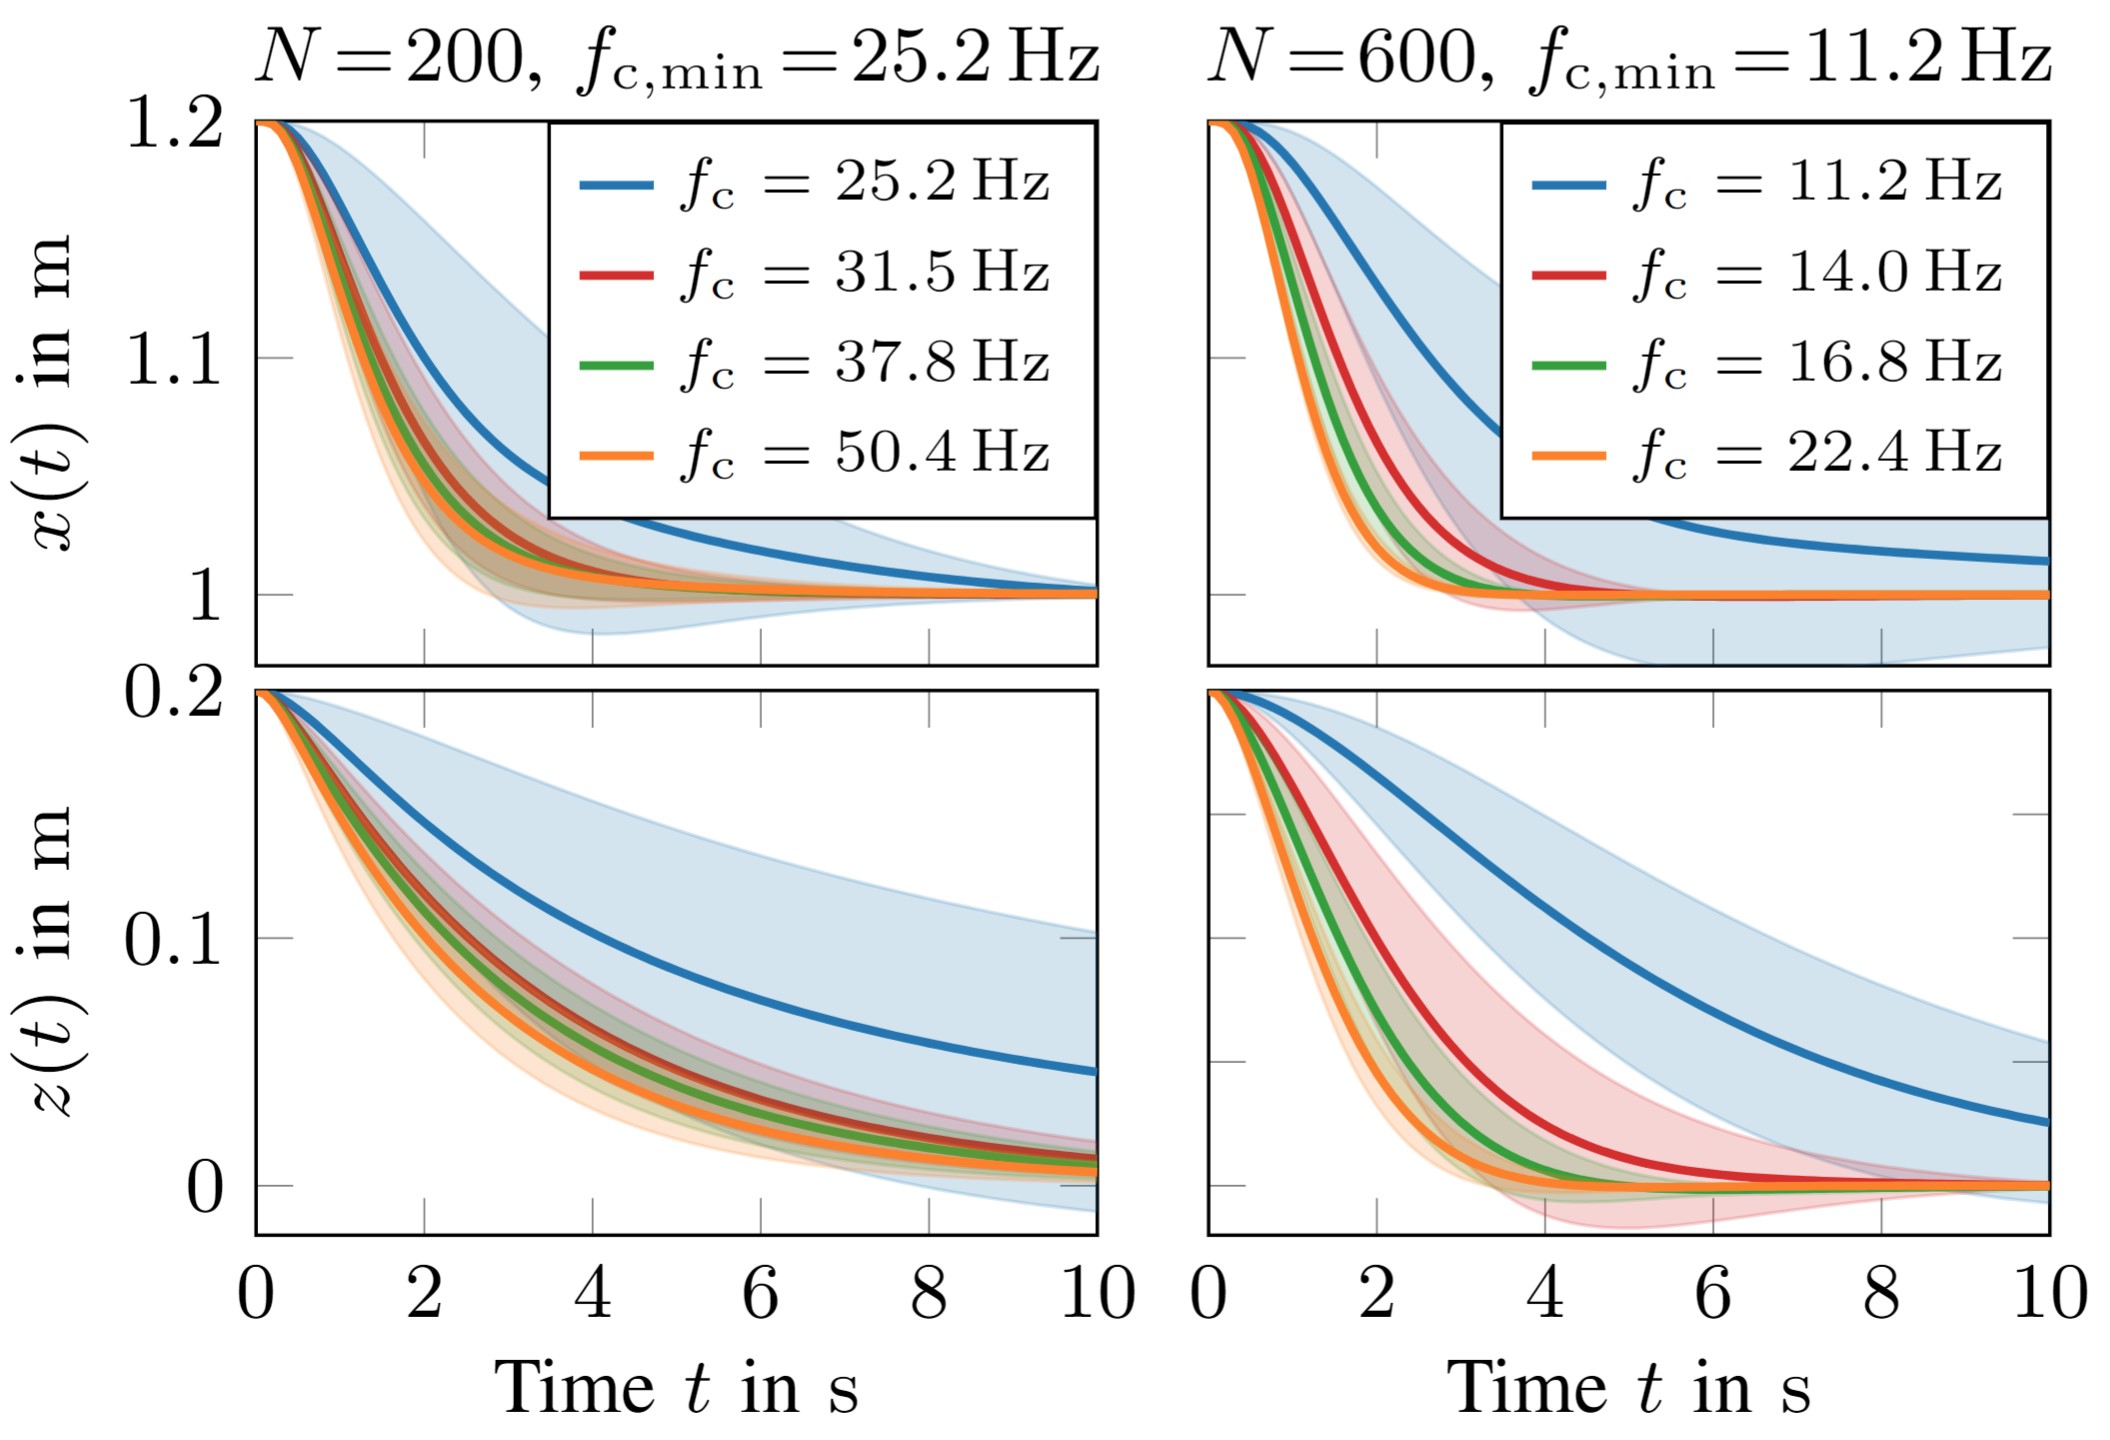 N = 200, f_c,min = 25.2 Hz
N = 600, f_c,min = 11.2 Hz
x(t) in m
1.2
1.1
1
f_c = 25.2 Hz
f_c = 31.5 Hz
f_c = 37.8 Hz
f_c = 50.4 Hz
f_c = 11.2 Hz
f_c = 14.0 Hz
f_c = 16.8 Hz
f_c = 22.4 Hz
z(t) in m
0.2
0.1
0
0 2 4 6 8 10
0 2 4 6 8 10
Time t in s
Time t in s